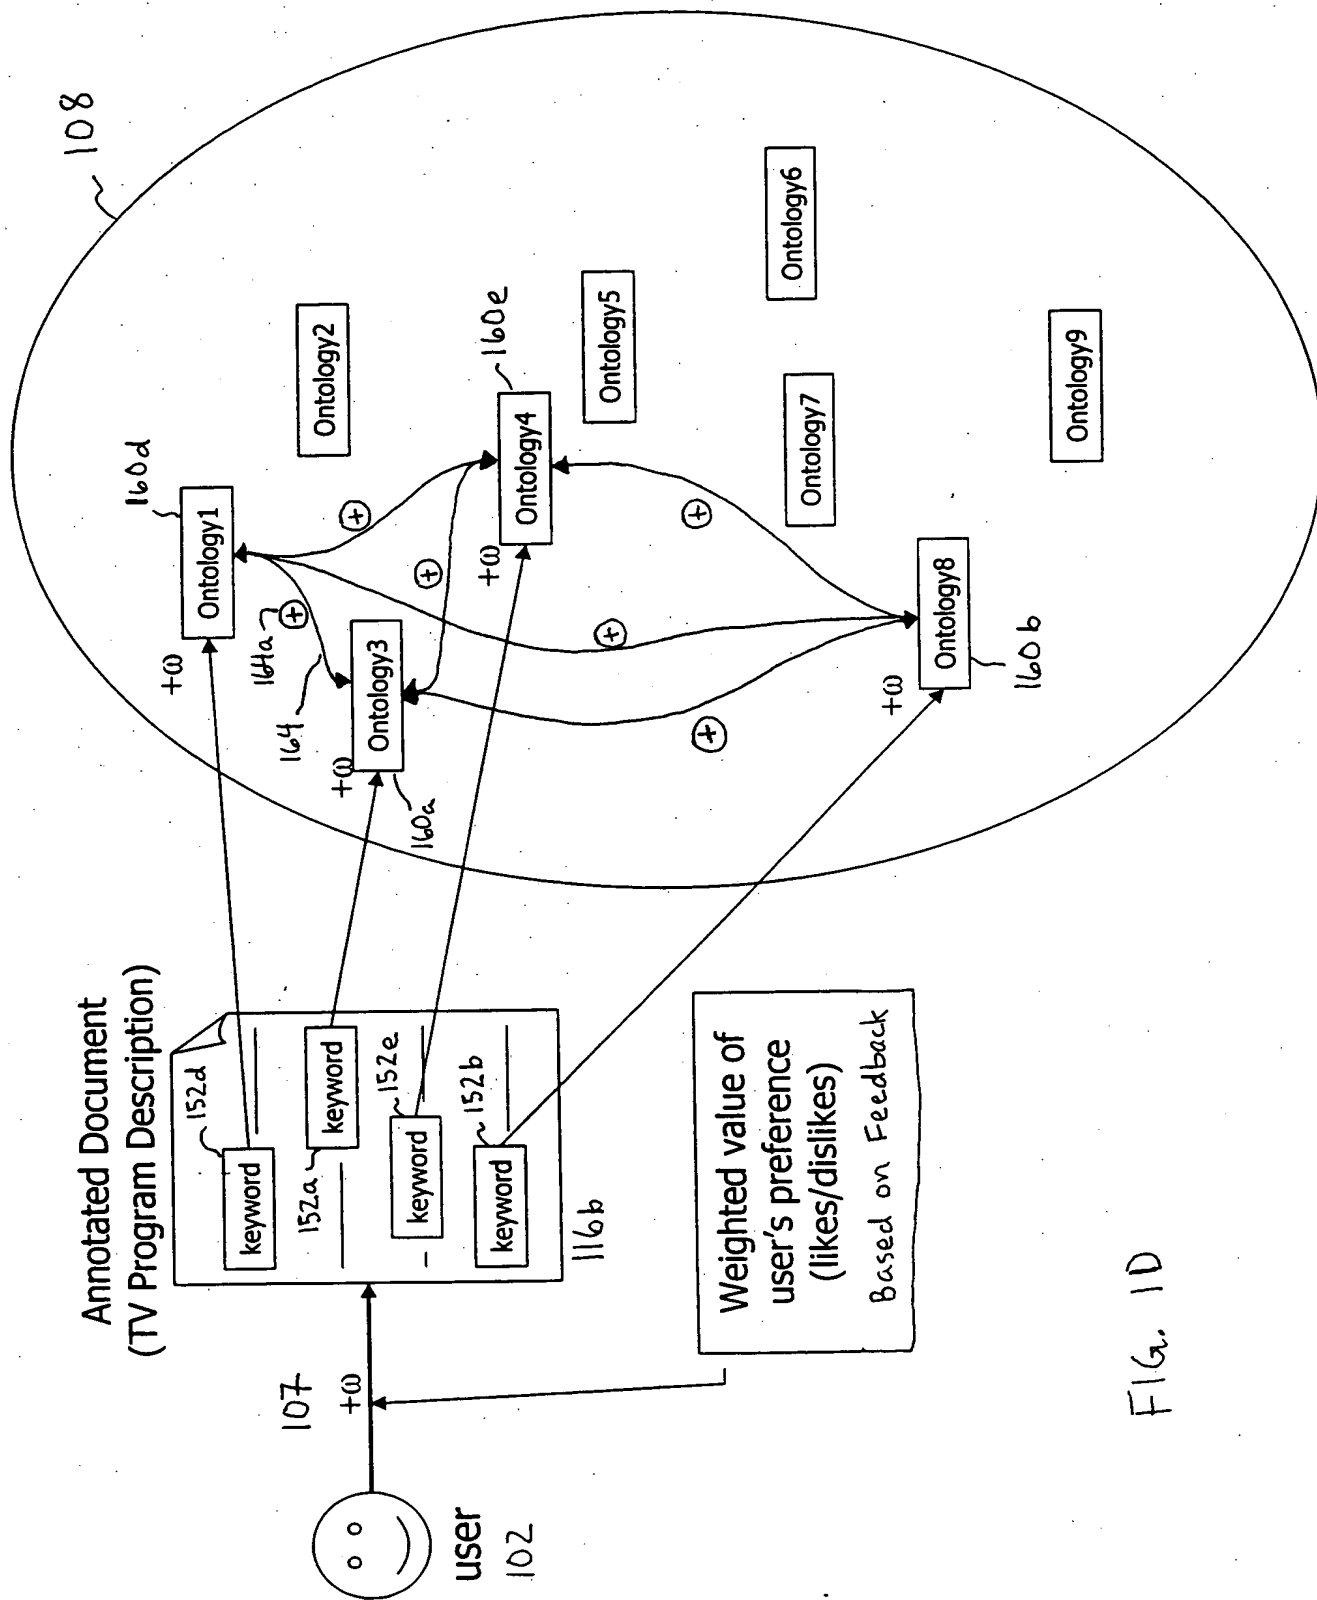 Annotated Document
(TV Program Description)
152d
keyword
keyword
152a
152e
keyword
152b
keyword
116b
107
+ω
user
102
Weighted value of
user's preference
(likes/dislikes)
Based on Feedback
108
160d
Ontology1
+ω
Ontology2
164a
+
164
+
Ontology3
+ω
160a
+
160e
Ontology4
+ω
Ontology5
+
+
+
Ontology6
Ontology7
Ontology8
+ω
160b
Ontology9
FIG. 1D